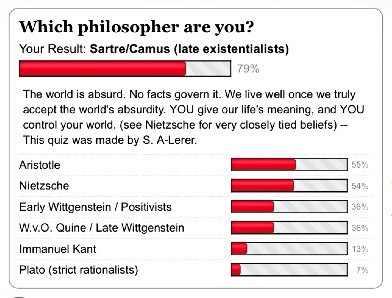 Which philosopher are you?
Your Result: Sartre/Camus (late existentialists)
79%
The world is absurd. No facts govern it. We live well once we truly
accept the world's absurdity. YOU give our life's meaning, and YOU
control your world. (see Nietzsche for very closely tied beliefs) --
This quiz was made by S. A-Lerer.
Aristotle 55%
Nietzsche 54%
Early Wittgenstein / Positivists 36%
W.v.O. Quine / Late Wittgenstein 36%
Immanuel Kant 13%
Plato (strict rationalists) 7%